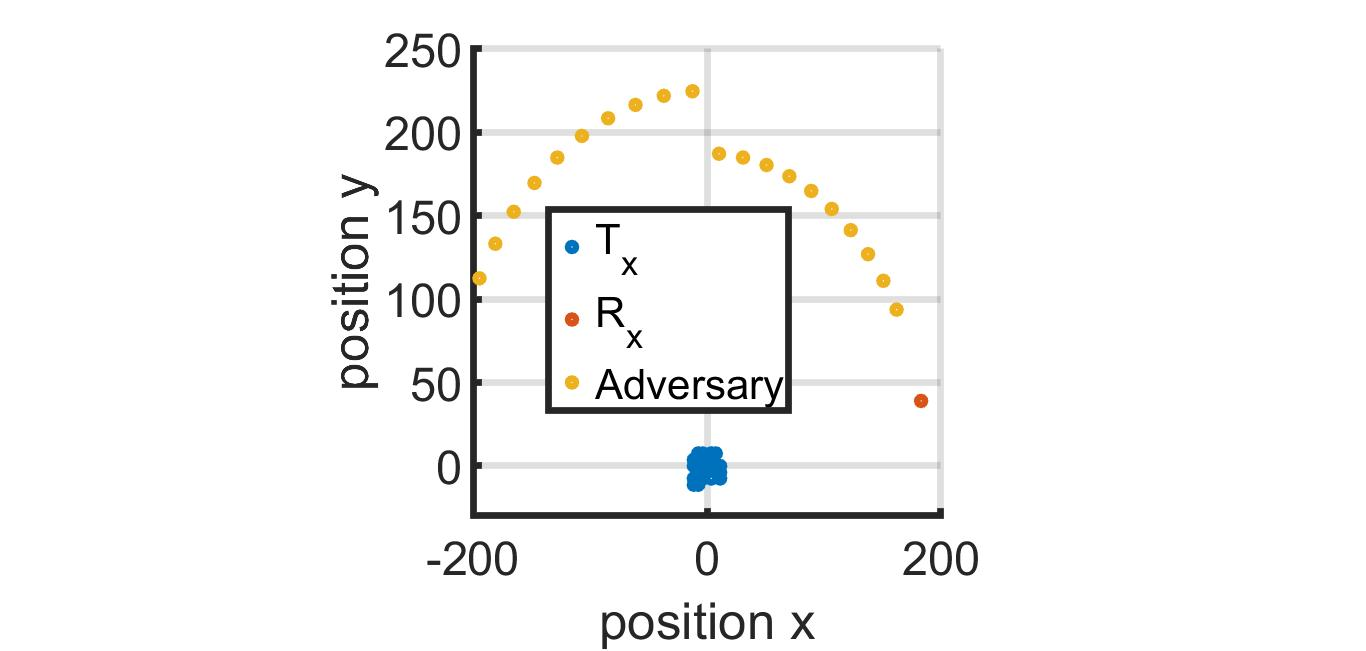 250
200
150
100
50
0
-200 0 200
position x
position y
Tx
Rx
Adversary